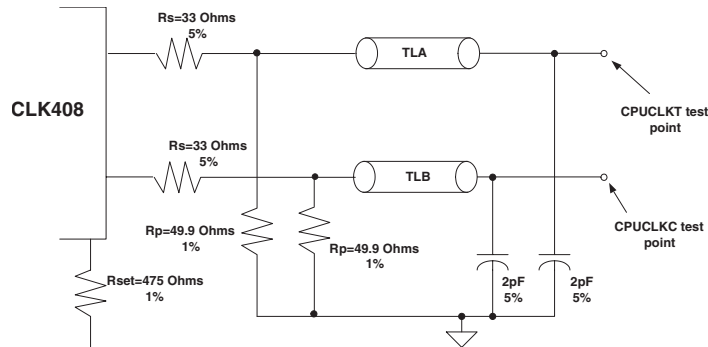 Rs=33 Ohms
5%
TLA
CLK408
CPUCLKT test
point
Rs=33 Ohms
5%
TLB
CPUCLKC test
point
Rp=49.9 Ohms
1%
Rp=49.9 Ohms
1%
Rset=475 Ohms
1%
2pF
5%
2pF
5%